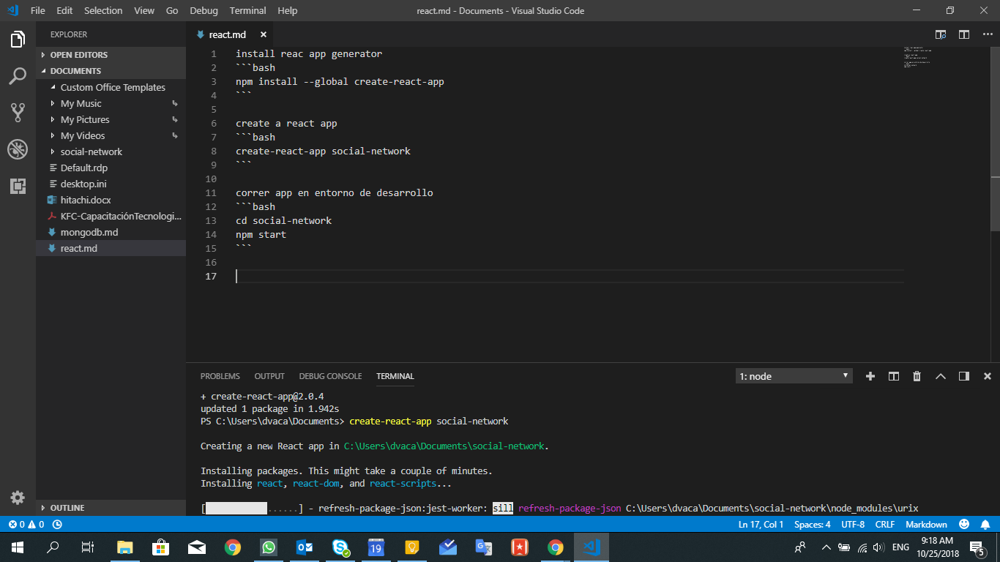 File Edit Selection View Go Debug Terminal Help
react.md - Documents - Visual Studio Code
EXPLORER
OPEN EDITORS
DOCUMENTS
Custom Office Templates
My Music
My Pictures
My Videos
social-network
Default.rdp
desktop.ini
hitachi.docx
KFC-CapacitaciónTecnologi...
mongodb.md
react.md
OUTLINE
react.md
1 install reac app generator
2 ```bash
3 npm install --global create-react-app
4 ```
5
6 create a react app
7 ```bash
8 create-react-app social-network
9 ```
10
11 correr app en entorno de desarrollo
12 ```bash
13 cd social-network
14 npm start
15 ```
16
17
PROBLEMS OUTPUT DEBUG CONSOLE TERMINAL
1: node
+ create-react-app@2.0.4
updated 1 package in 1.942s
PS C:\Users\dvaca\Documents> create-react-app social-network
Creating a new React app in C:\Users\dvaca\Documents\social-network.
Installing packages. This might take a couple of minutes.
Installing react, react-dom, and react-scripts...
[ ......] - refresh-package-json:jest-worker: sill refresh-package-json C:\Users\dvaca\Documents\social-network\node_modules\urix
0 0
Ln 17, Col 1 Spaces: 4 UTF-8 CRLF Markdown
19
ENG
9:18 AM
10/25/2018
5